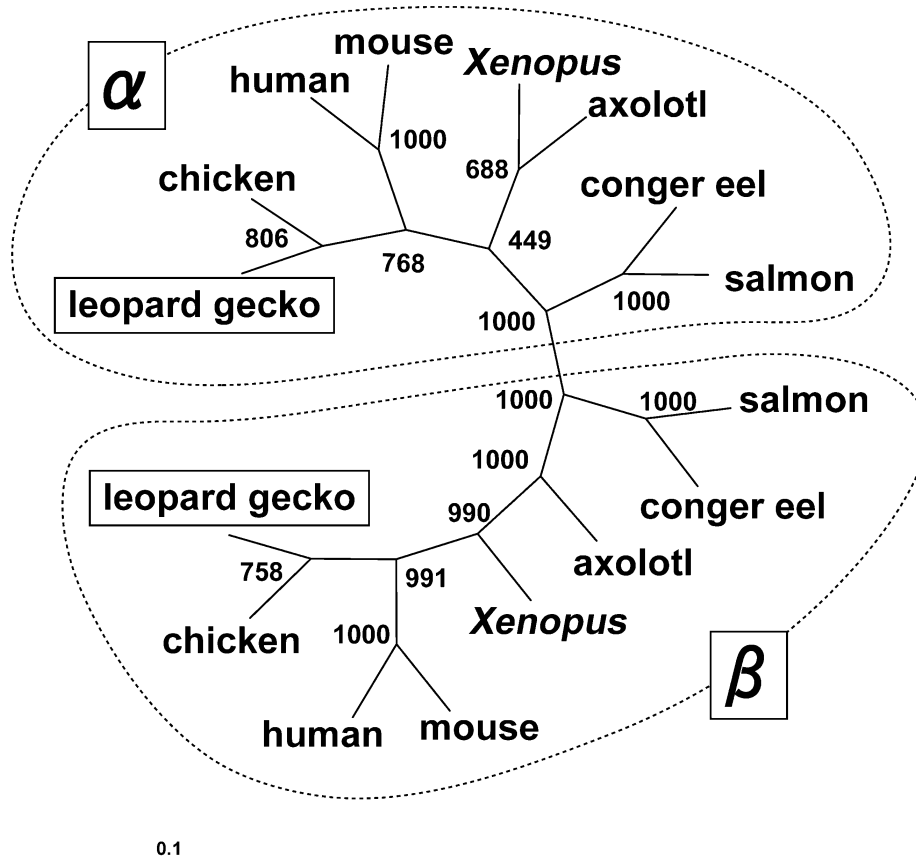 mouse
α
human
Xenopus
axolotl
1000
688
chicken
conger eel
806
449
768
leopard gecko
salmon
1000
1000
1000
1000
salmon
1000
leopard gecko
conger eel
990
axolotl
758
991
chicken
Xenopus
1000
β
human
mouse
0.1